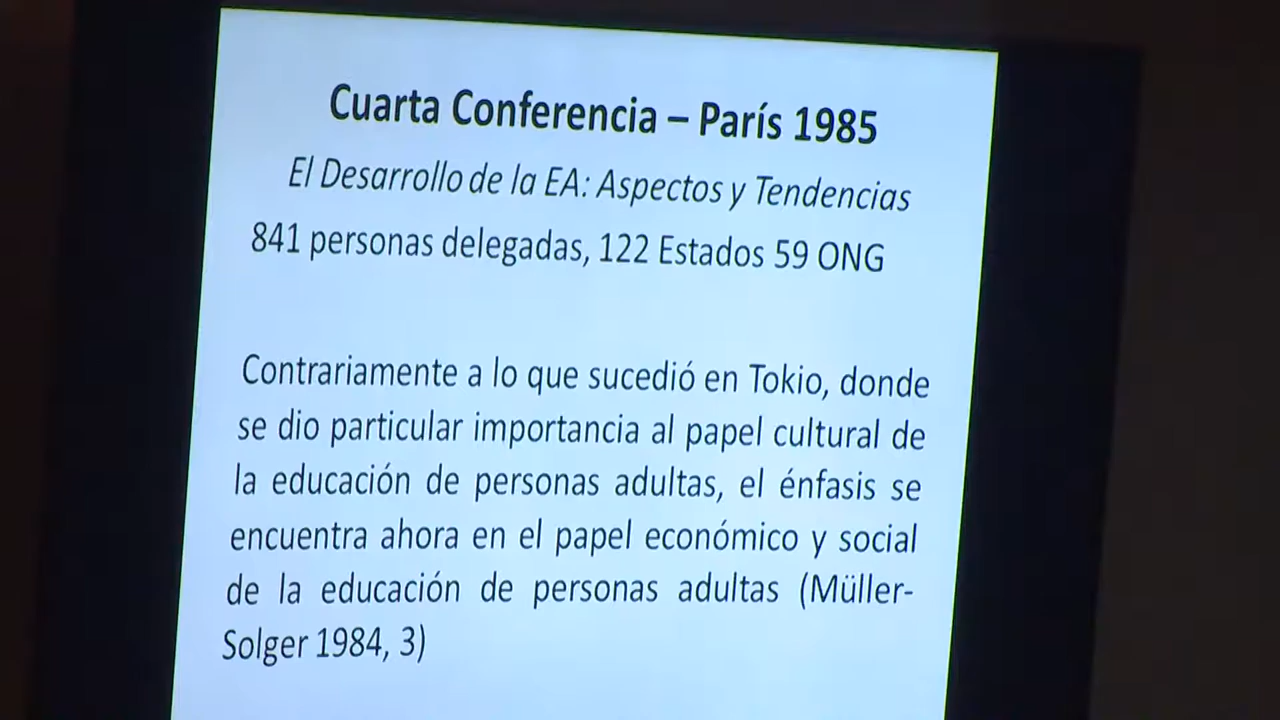 Cuarta Conferencia – París 1985
El Desarrollo de la EA: Aspectos y Tendencias
841 personas delegadas, 122 Estados 59 ONG
Contrariamente a lo que sucedió en Tokio, donde
se dio particular importancia al papel cultural de
la educación de personas adultas, el énfasis se
encuentra ahora en el papel económico y social
de la educación de personas adultas (Müller-
Solger 1984, 3)